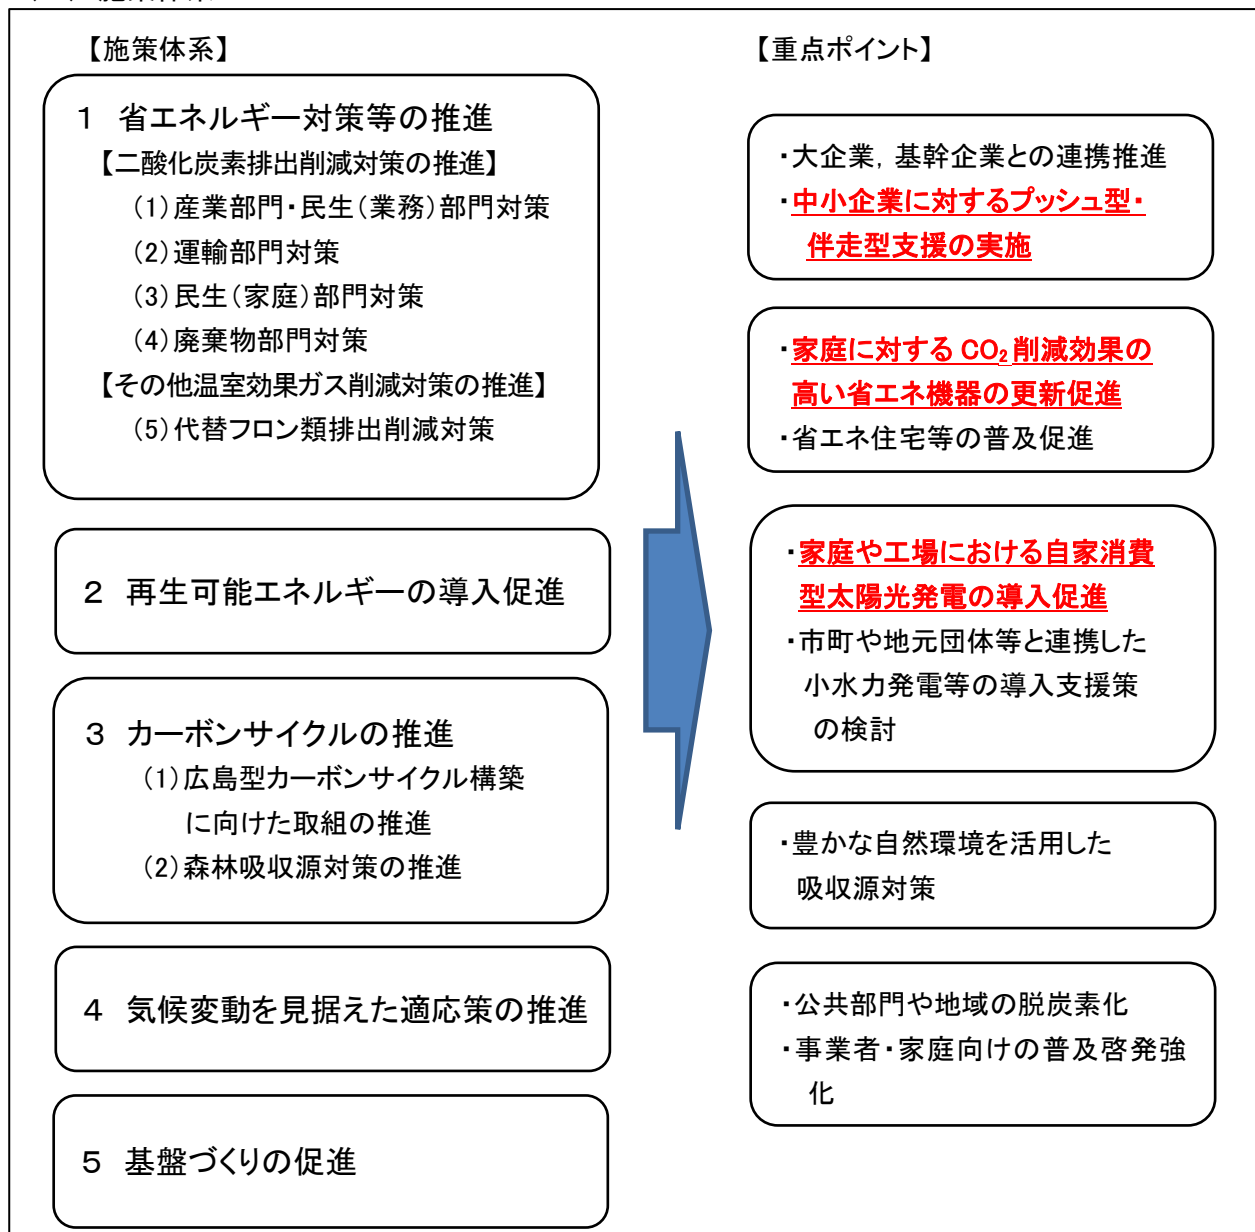 【施策体系】
1 省エネルギー対策等の推進
【二酸化炭素排出削減対策の推進】
(1)産業部門・民生(業務)部門対策
(2)運輸部門対策
(3)民生(家庭)部門対策
(4)廃棄物部門対策
【その他温室効果ガス削減対策の推進】
(5)代替フロン類排出削減対策
2 再生可能エネルギーの導入促進
3 カーボンサイクルの推進
(1)広島型カーボンサイクル構築
に向けた取組の推進
(2)森林吸収源対策の推進
4 気候変動を見据えた適応策の推進
5 基盤づくりの促進
【重点ポイント】
・大企業，基幹企業との連携推進
・中小企業に対するプッシュ型・
伴走型支援の実施
・家庭に対する CO₂ 削減効果の
高い省エネ機器の更新促進
・省エネ住宅等の普及促進
・家庭や工場における自家消費
型太陽光発電の導入促進
・市町や地元団体等と連携した
小水力発電等の導入支援策
の検討
・豊かな自然環境を活用した
吸収源対策
・公共部門や地域の脱炭素化
・事業者・家庭向けの普及啓発強
化